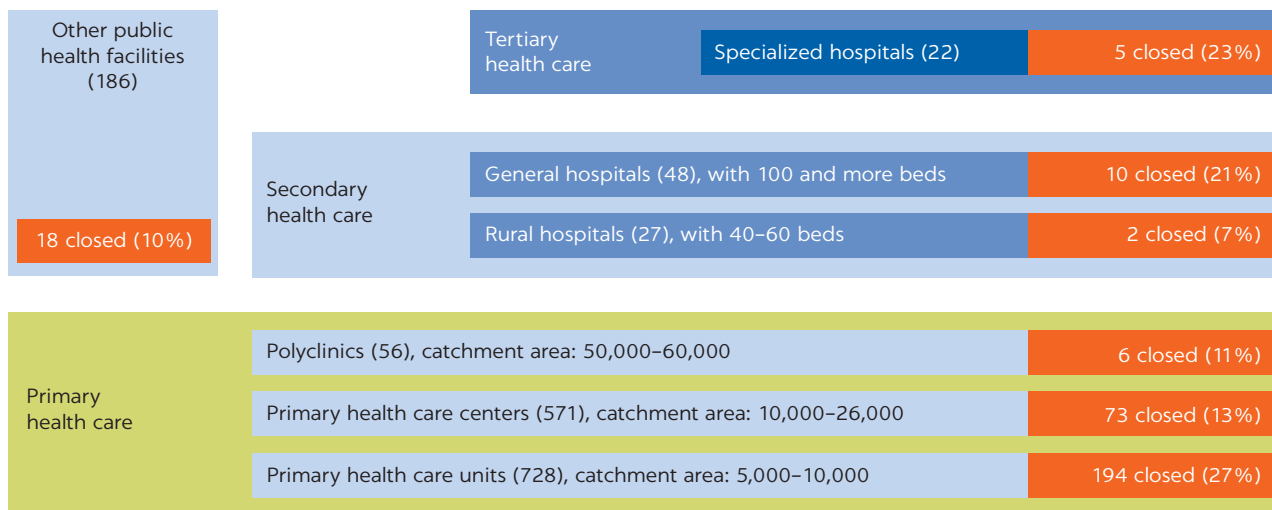 Other public
health facilities
(186)
18 closed (10%)
Tertiary
health care
Specialized hospitals (22)
5 closed (23%)
Secondary
health care
General hospitals (48), with 100 and more beds
10 closed (21%)
Rural hospitals (27), with 40–60 beds
2 closed (7%)
Primary
health care
Polyclinics (56), catchment area: 50,000–60,000
6 closed (11%)
Primary health care centers (571), catchment area: 10,000–26,000
73 closed (13%)
Primary health care units (728), catchment area: 5,000–10,000
194 closed (27%)